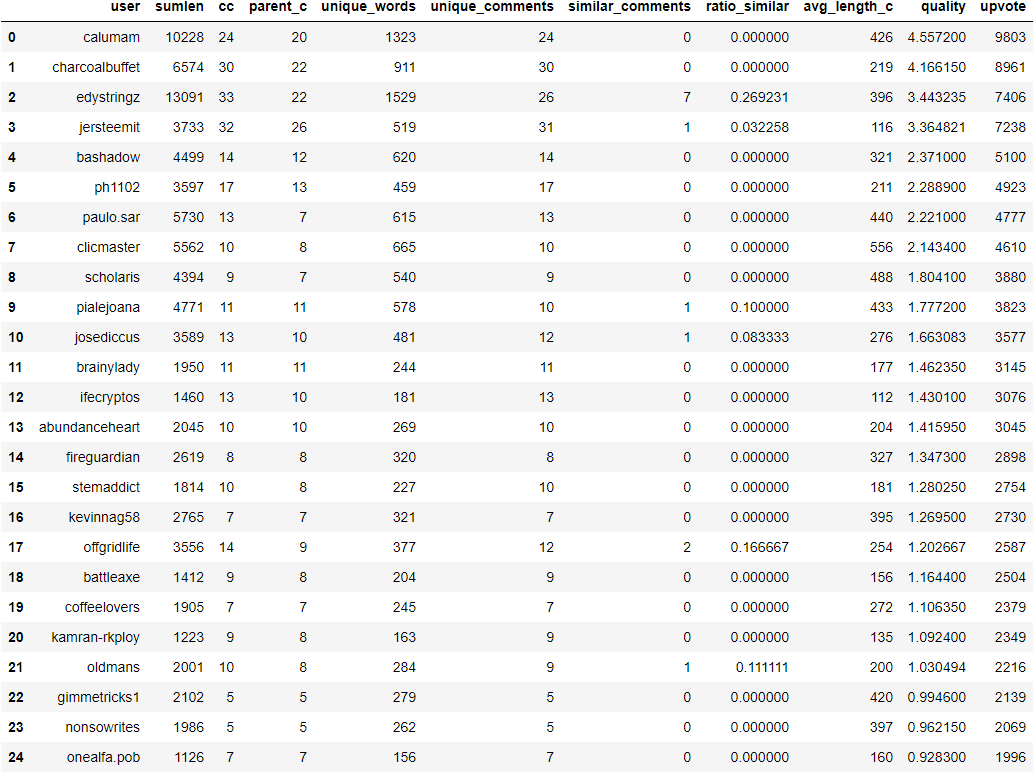 user sumlen cc parent_c unique_words unique_comments similar_comments ratio_similar avg_length_c quality upvote
0 calumam 10228 24 20 1323 24 0 0.000000 426 4.557200 9803
1 charcoalbuffet 6574 30 22 911 30 0 0.000000 219 4.166150 8961
2 edystringz 13091 33 22 1529 26 7 0.269231 396 3.443235 7406
3 jersteemit 3733 32 26 519 31 1 0.032258 116 3.364821 7238
4 bashadow 4499 14 12 620 14 0 0.000000 321 2.371000 5100
5 ph1102 3597 17 13 459 17 0 0.000000 211 2.288900 4923
6 paulo.sar 5730 13 7 615 13 0 0.000000 440 2.221000 4777
7 clicmaster 5562 10 8 665 10 0 0.000000 556 2.143400 4610
8 scholaris 4394 9 7 540 9 0 0.000000 488 1.804100 3880
9 pialejoana 4771 11 11 578 10 1 0.100000 433 1.777200 3823
10 josediccus 3589 13 10 481 12 1 0.083333 276 1.663083 3577
11 brainylady 1950 11 11 244 11 0 0.000000 177 1.462350 3145
12 ifecryptos 1460 13 10 181 13 0 0.000000 112 1.430100 3076
13 abundanceheart 2045 10 10 269 10 0 0.000000 204 1.415950 3045
14 fireguardian 2619 8 8 320 8 0 0.000000 327 1.347300 2898
15 stemaddict 1814 10 8 227 10 0 0.000000 181 1.280250 2754
16 kevinnag58 2765 7 7 321 7 0 0.000000 395 1.269500 2730
17 offgridlife 3556 14 9 377 12 2 0.166667 254 1.202667 2587
18 battleaxe 1412 9 8 204 9 0 0.000000 156 1.164400 2504
19 coffeelovers 1905 7 7 245 7 0 0.000000 272 1.106350 2379
20 kamran-rkploy 1223 9 8 163 9 0 0.000000 135 1.092400 2349
21 oldmans 2001 10 8 284 9 1 0.111111 200 1.030494 2216
22 gimmetricks1 2102 5 5 279 5 0 0.000000 420 0.994600 2139
23 nonsowrites 1986 5 5 262 5 0 0.000000 397 0.962150 2069
24 onealfa.pob 1126 7 7 156 7 0 0.000000 160 0.928300 1996